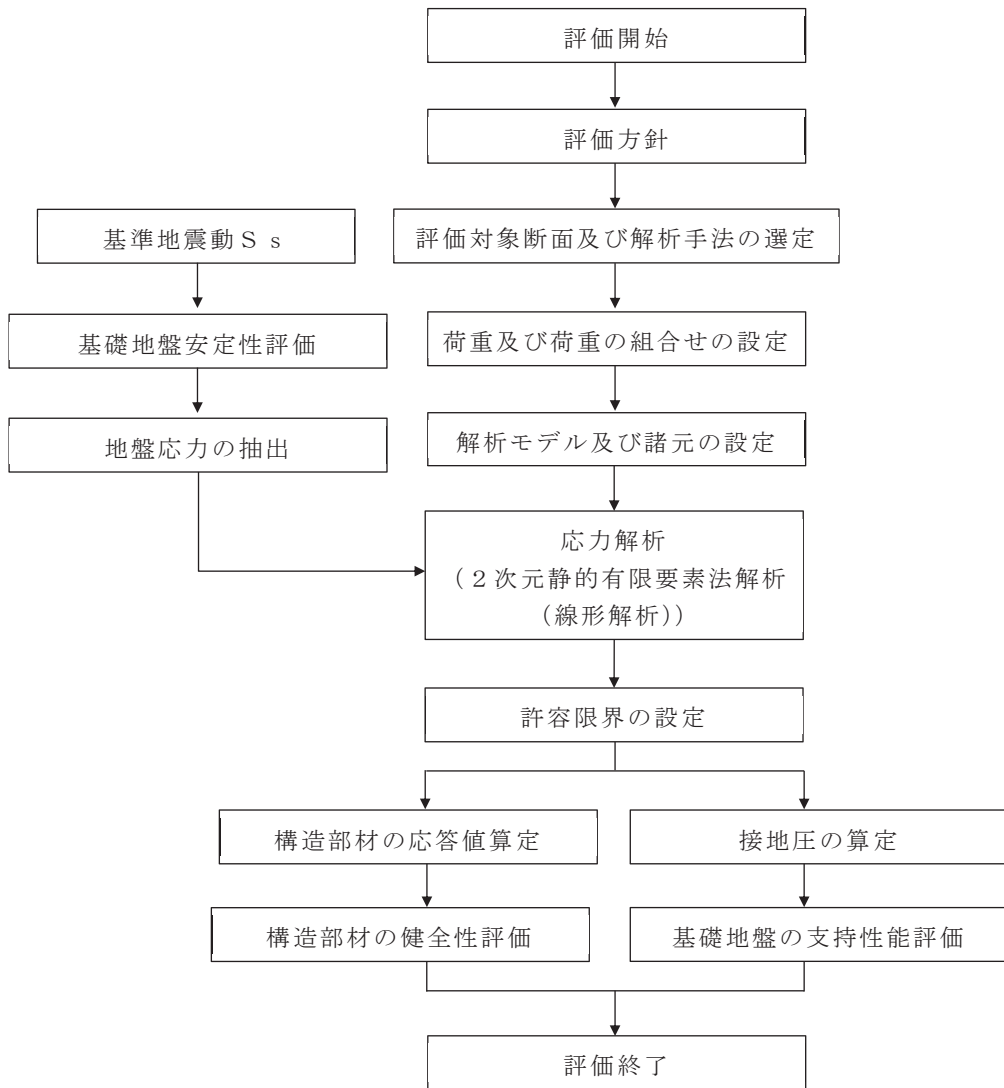 評価開始
評価方針
基準地震動Ｓｓ
評価対象断面及び解析手法の選定
基礎地盤安定性評価
荷重及び荷重の組合せの設定
地盤応力の抽出
解析モデル及び諸元の設定
応力解析
（２次元静的有限要素法解析
（線形解析））
許容限界の設定
構造部材の応答値算定
接地圧の算定
構造部材の健全性評価
基礎地盤の支持性能評価
評価終了